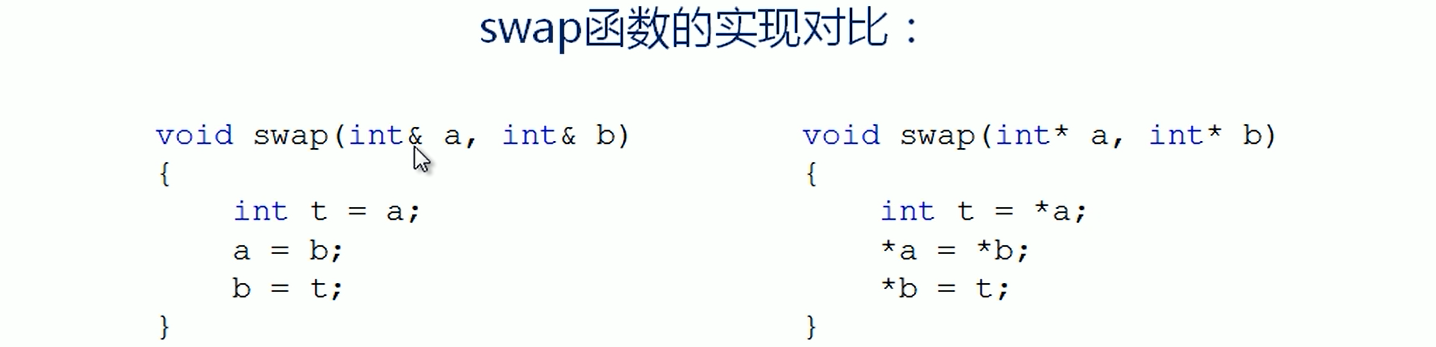 swap函数的实现对比：
void swap(int& a, int& b)
{
    int t = a;
    a = b;
    b = t;
}
void swap(int* a, int* b)
{
    int t = *a;
    *a = *b;
    *b = t;
}